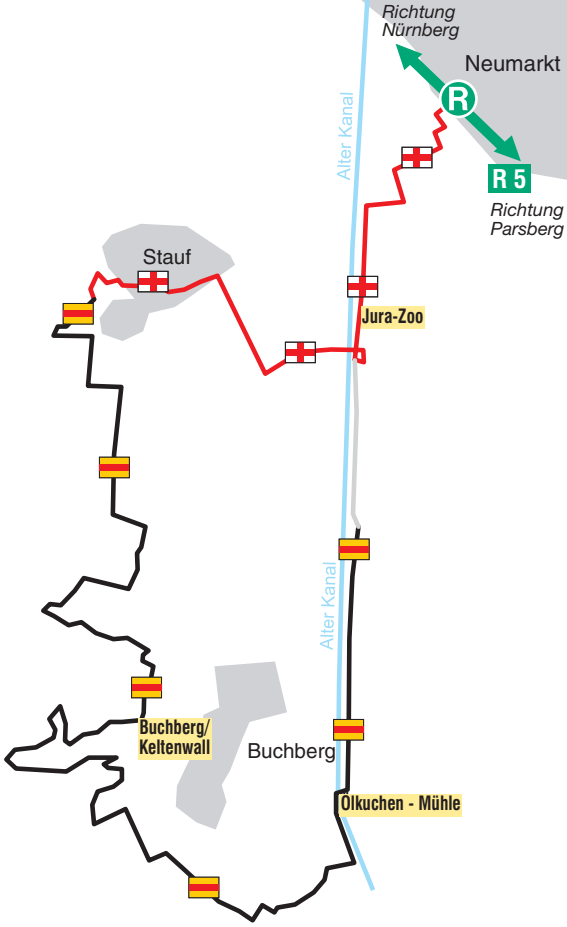 Richtung
Nürnberg
Neumarkt
R
R 5
Richtung
Parsberg
Alter Kanal
Stauf
Jura-Zoo
Alter Kanal
Buchberg/
Keltenwall
Buchberg
Ölkuchen - Mühle